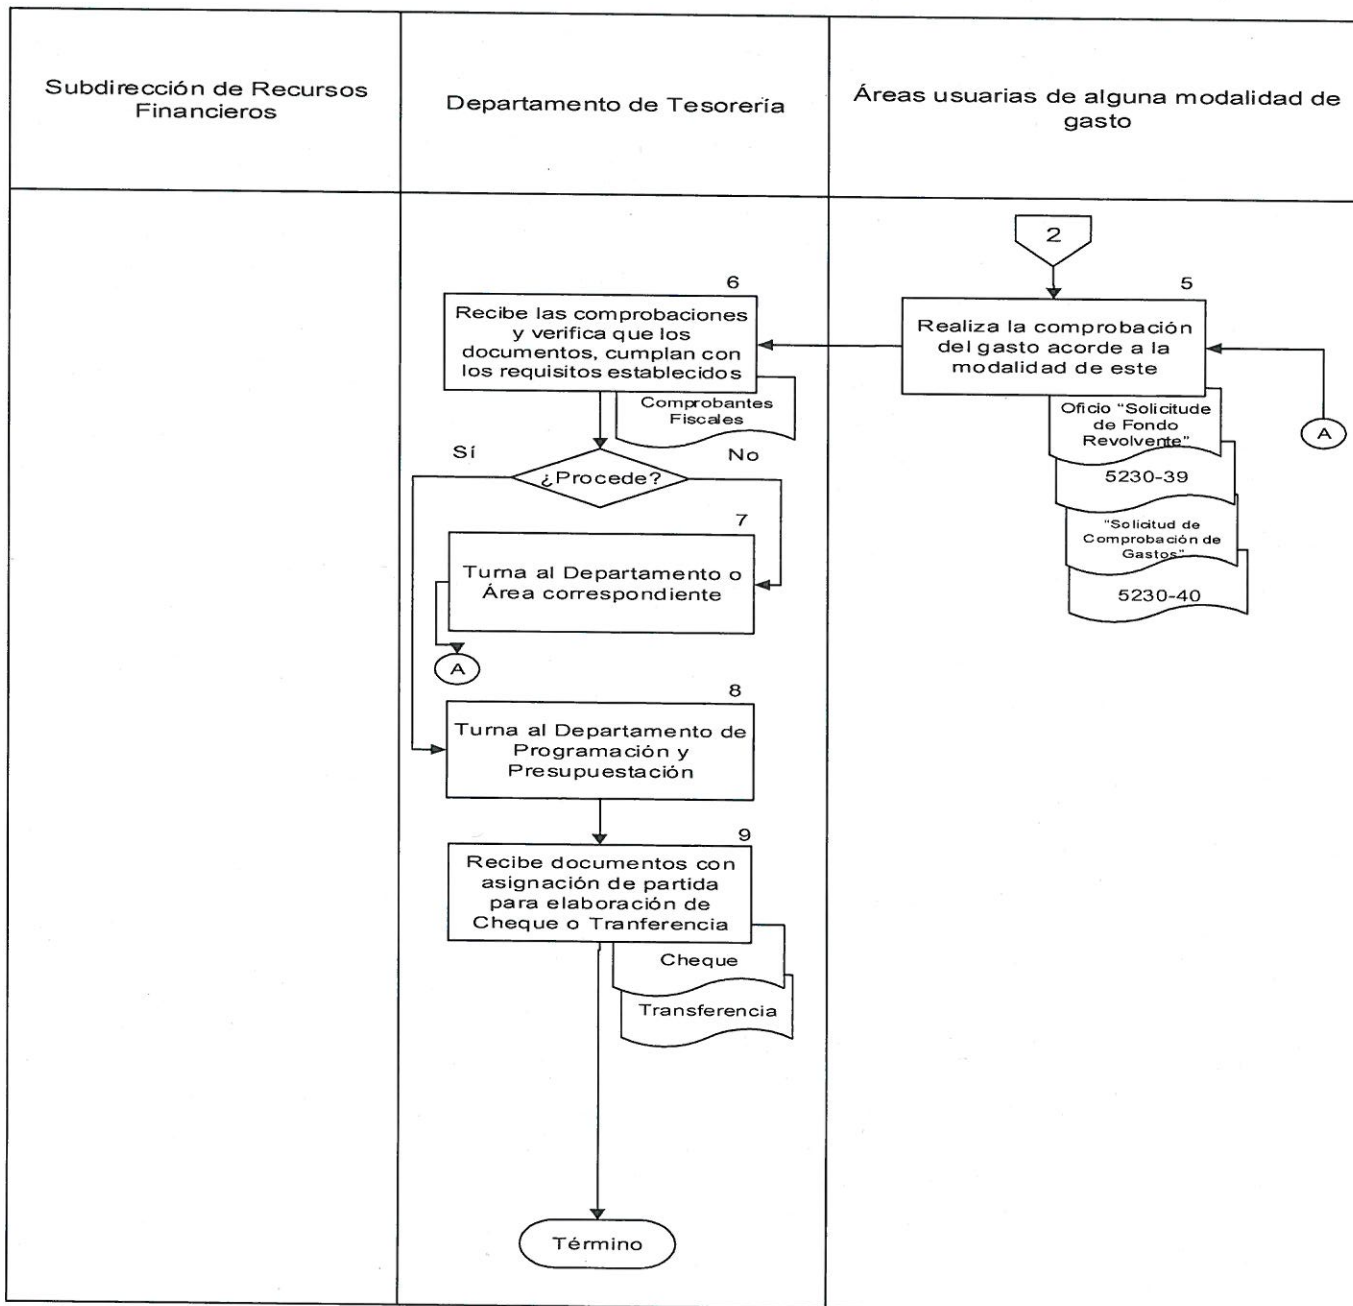 Subdirección de Recursos
Financieros
Departamento de Tesorería
Áreas usuarias de alguna modalidad de
gasto
2
5
Realiza la comprobación
del gasto acorde a la
modalidad de este
Oficio "Solicitude
de Fondo
Revolvente"
5230-39
"Solicitud de
Comprobación de
Gastos"
5230-40
A
6
Recibe las comprobaciones
y verifica que los
documentos, cumplan con
los requisitos establecidos
Comprobantes
Fiscales
Sí
¿Procede?
No
7
Turna al Departamento o
Área correspondiente
A
8
Turna al Departamento de
Programación y
Presupuestación
9
Recibe documentos con
asignación de partida
para elaboración de
Cheque o Tranferencia
Cheque
Transferencia
Término